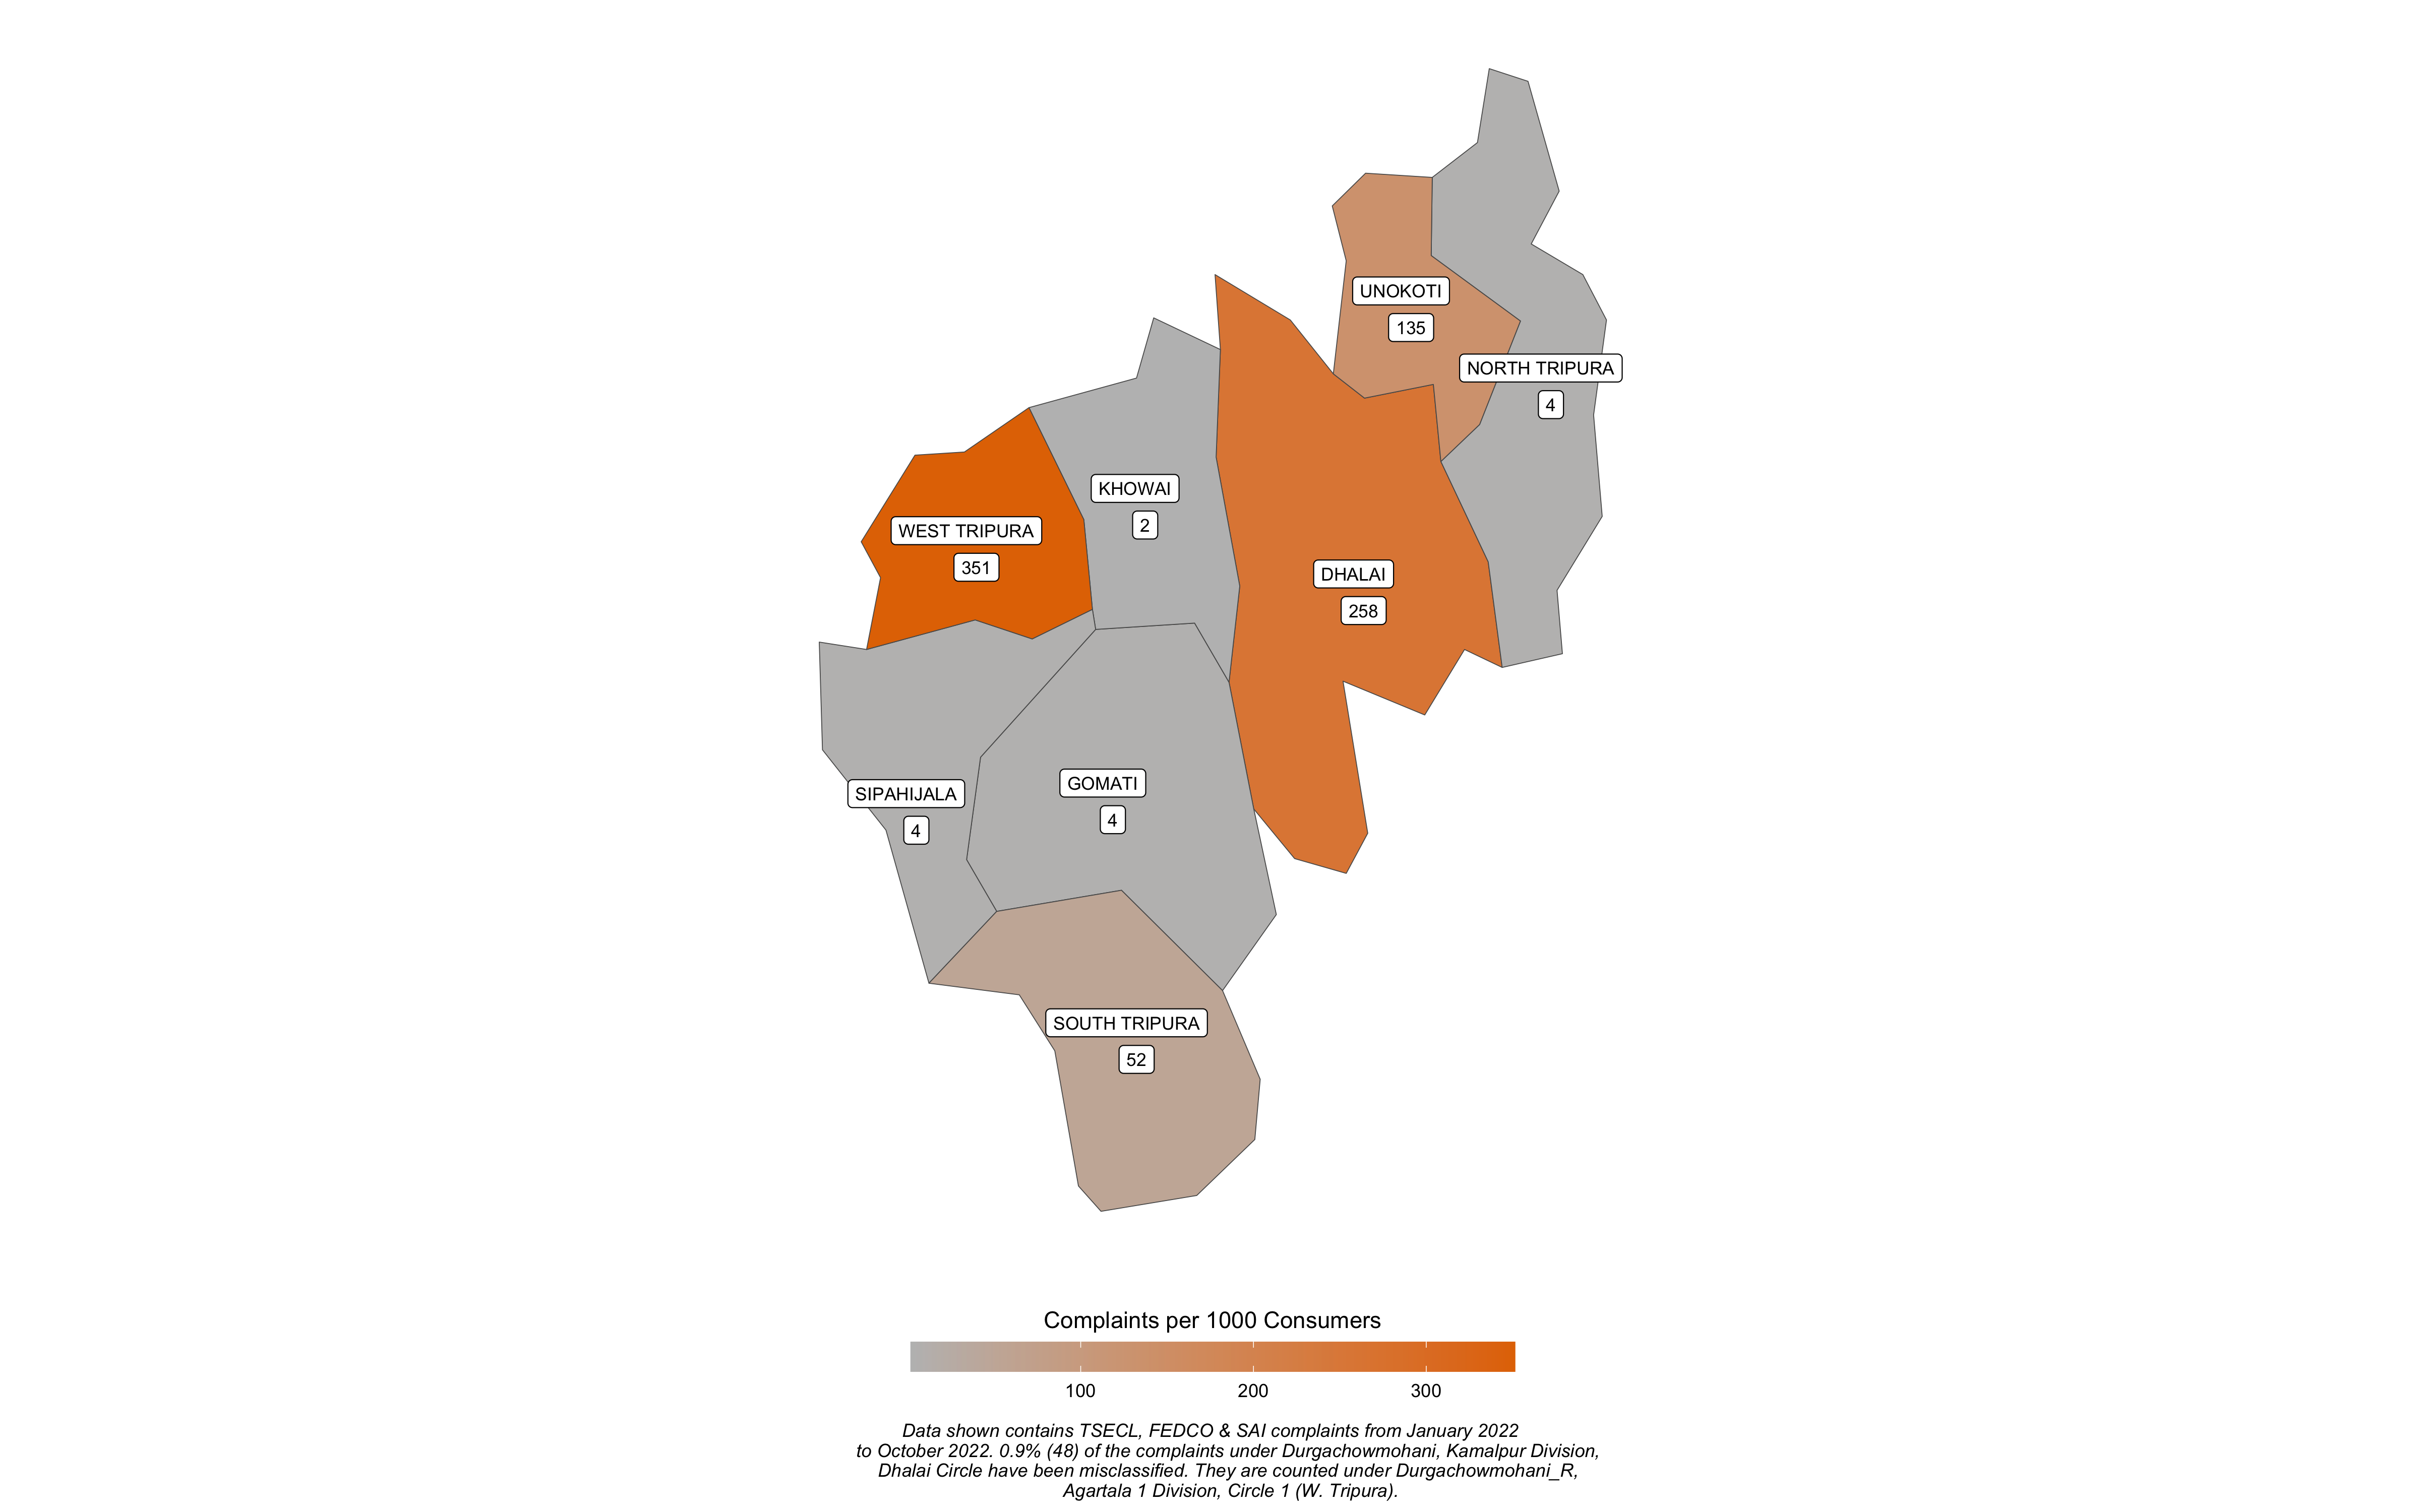 UNOKOTI
135
NORTH TRIPURA
4
KHOWAI
2
WEST TRIPURA
351
DHALAI
258
SIPAHIJALA
4
GOMATI
4
SOUTH TRIPURA
52
Complaints per 1000 Consumers
100 200 300
Data shown contains TSECL, FEDCO & SAI complaints from January 2022
to October 2022. 0.9% (48) of the complaints under Durgachowmohani, Kamalpur Division,
Dhalai Circle have been misclassified. They are counted under Durgachowmohani_R,
Agartala 1 Division, Circle 1 (W. Tripura).